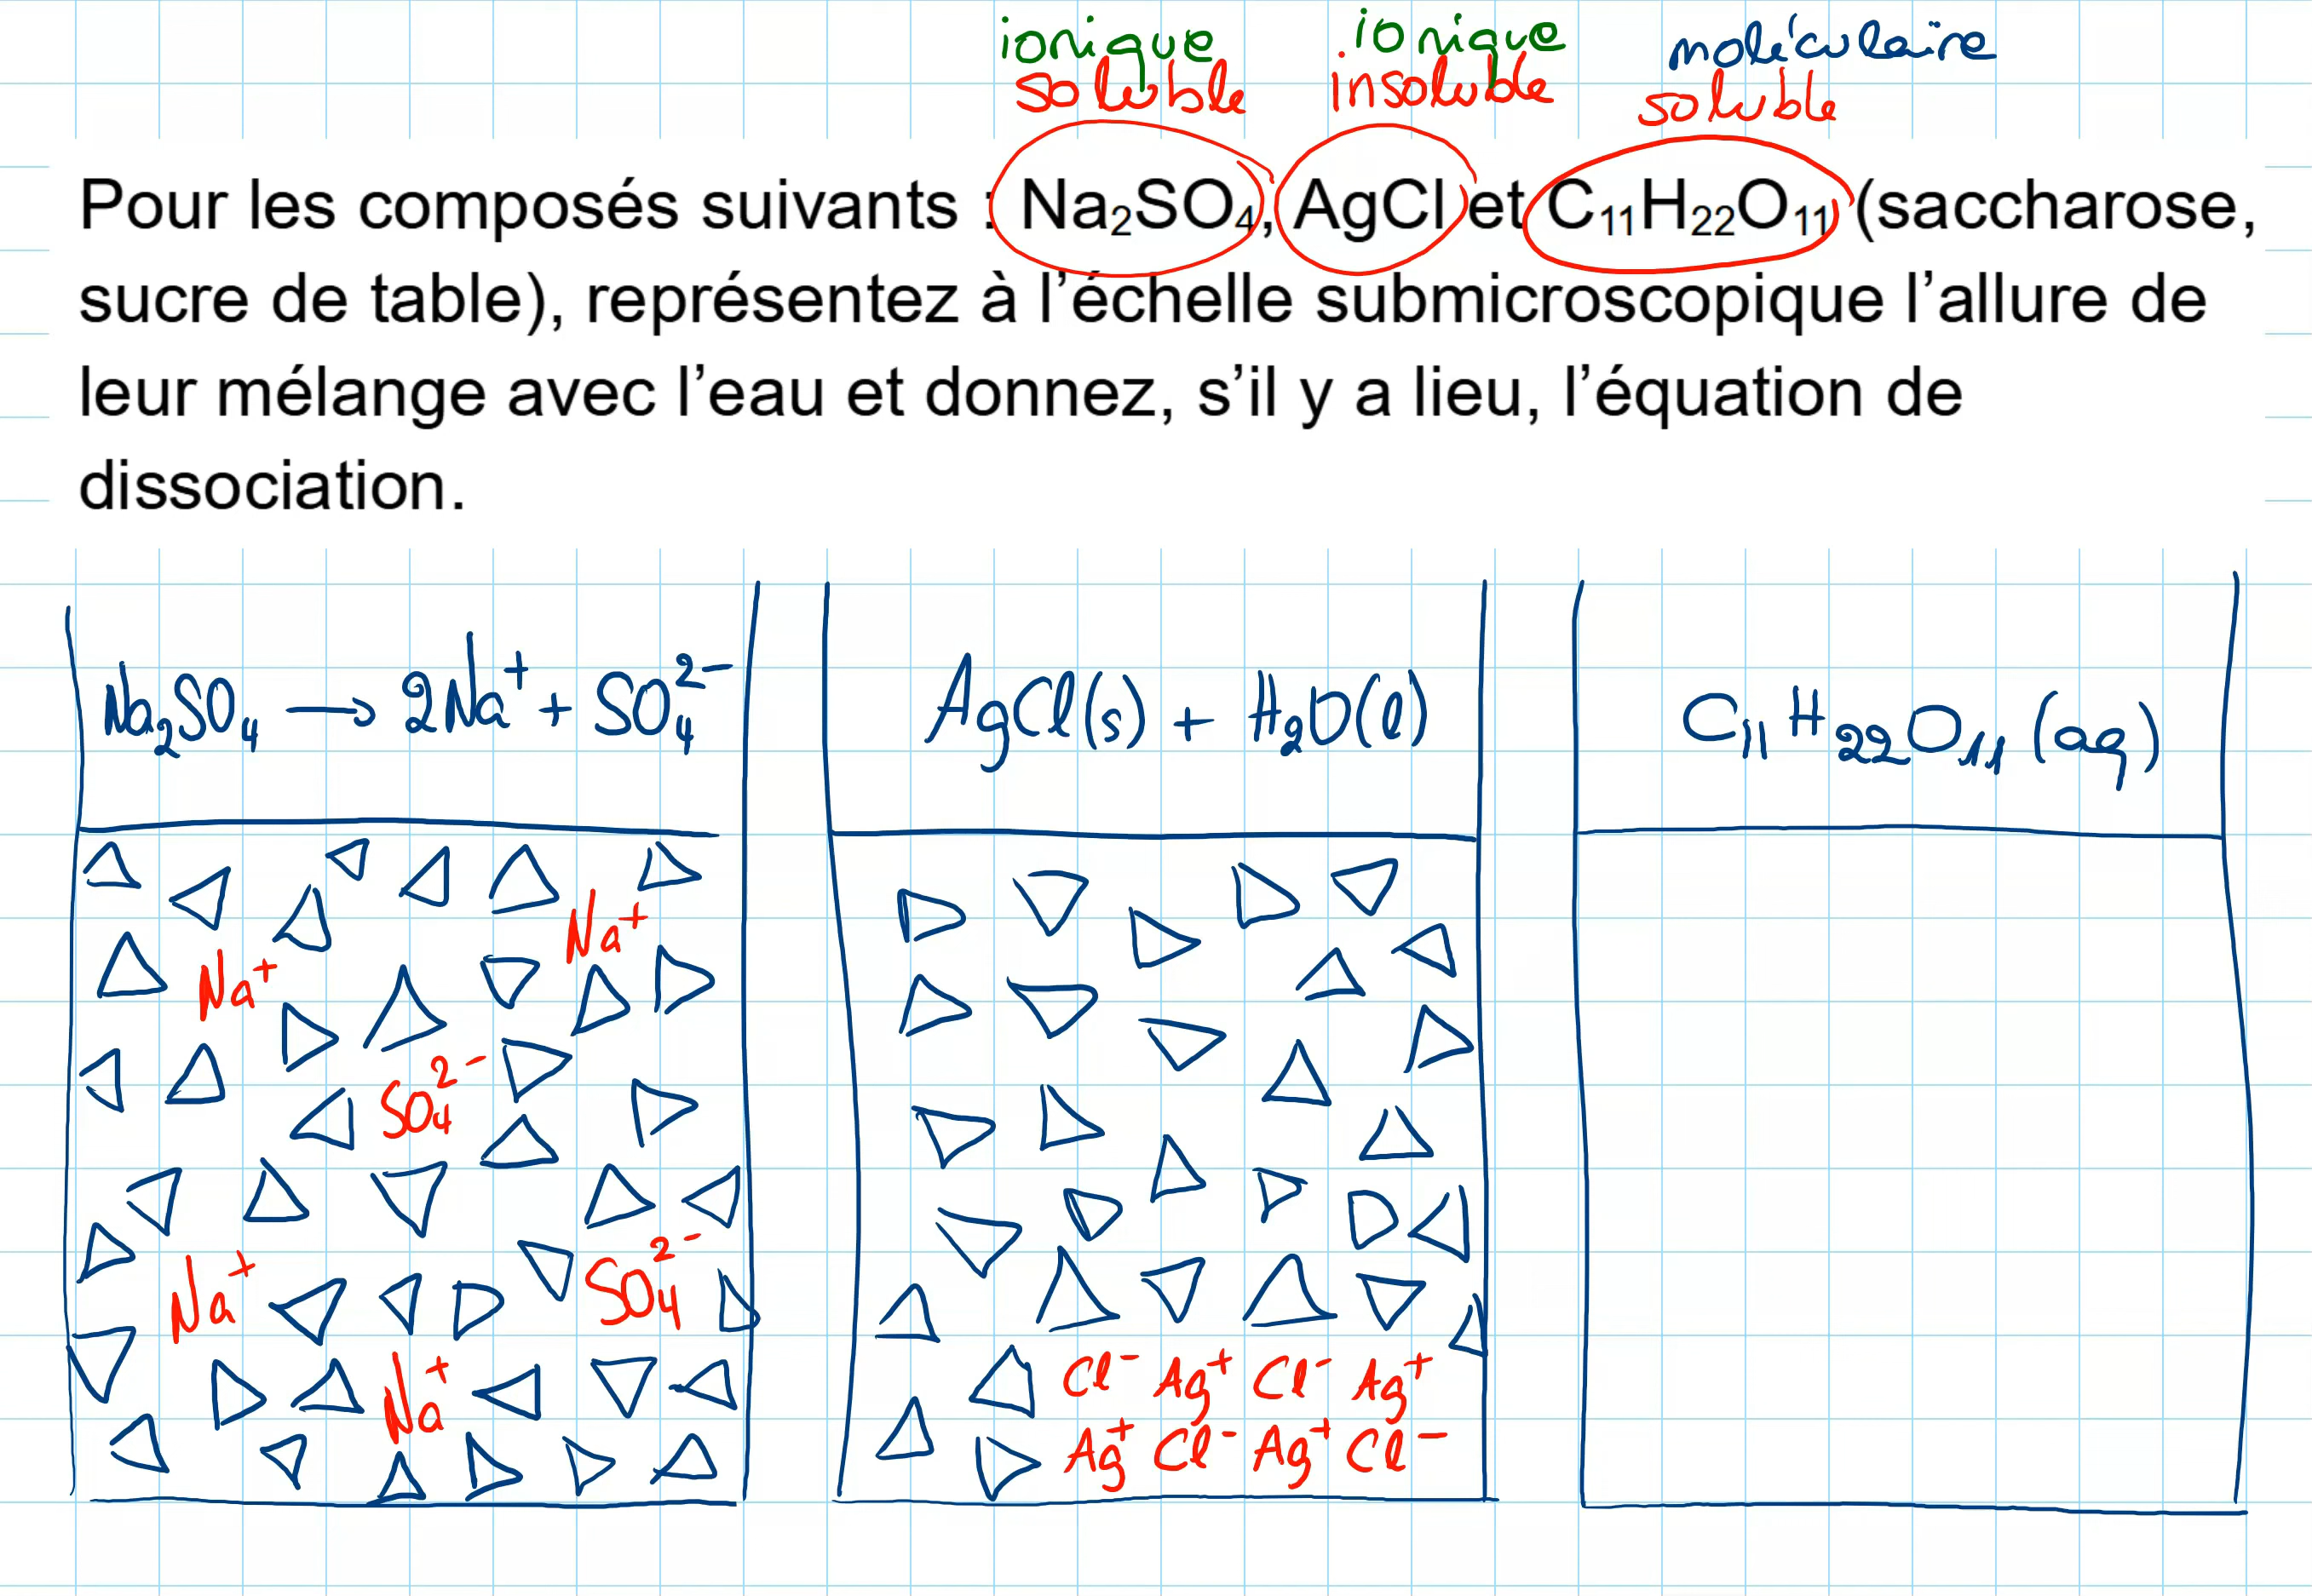 ionique ionique moléculaire
soluble insoluble soluble
Pour les composés suivants : Na₂SO₄, AgCl et C₁₁H₂₂O₁₁ (saccharose,
sucre de table), représentez à l’échelle submicroscopique l’allure de
leur mélange avec l’eau et donnez, s’il y a lieu, l’équation de
dissociation.
Na₂SO₄ → 2Na⁺ + SO₄²⁻
Na⁺
Na⁺
SO₄²⁻
SO₄²⁻
Na⁺
Na⁺
AgCl(s) + H₂O(l)
Cl⁻ Ag⁺ Cl⁻ Ag⁺
Ag⁺ Cl⁻ Ag⁺ Cl⁻
C₁₁H₂₂O₁₁(aq)